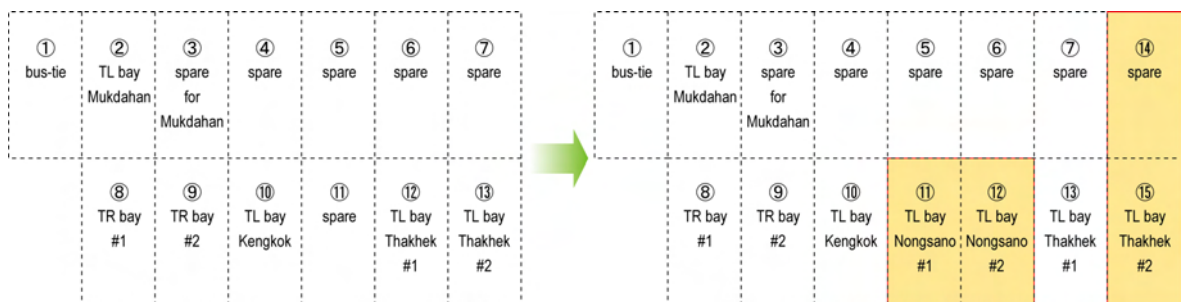 ① ② ③ ④ ⑤ ⑥ ⑦
bus-tie TL bay spare spare spare spare spare
Mukdahan for
Mukdahan
⑧ ⑨ ⑩ ⑪ ⑫ ⑬
TR bay TR bay TL bay spare TL bay TL bay
#1 #2 Kengkok Thakhek Thakhek
#1 #2
① ② ③ ④ ⑤ ⑥ ⑦ ⑭
bus-tie TL bay spare spare spare spare spare spare
Mukdahan for
Mukdahan
⑧ ⑨ ⑩ ⑪ ⑫ ⑬ ⑮
TR bay TR bay TL bay TL bay TL bay TL bay TL bay
#1 #2 Kengkok Nongsano Nongsano Thakhek Thakhek
#1 #2 #1 #2